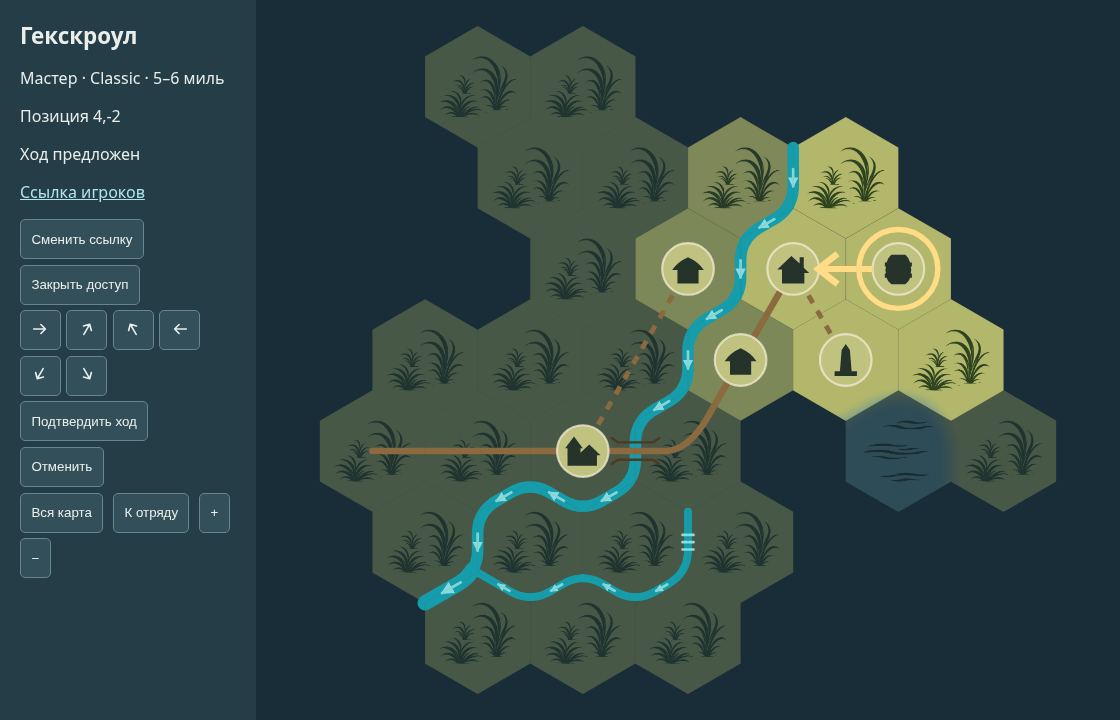 Гекскроул
Мастер · Classic · 5–6 миль
Позиция 4,-2
Ход предложен
Ссылка игроков
Сменить ссылку
Закрыть доступ
→ ↗ ↖ ←
↙ ↘
Подтвердить ход
Отменить
Вся карта К отряду +
−